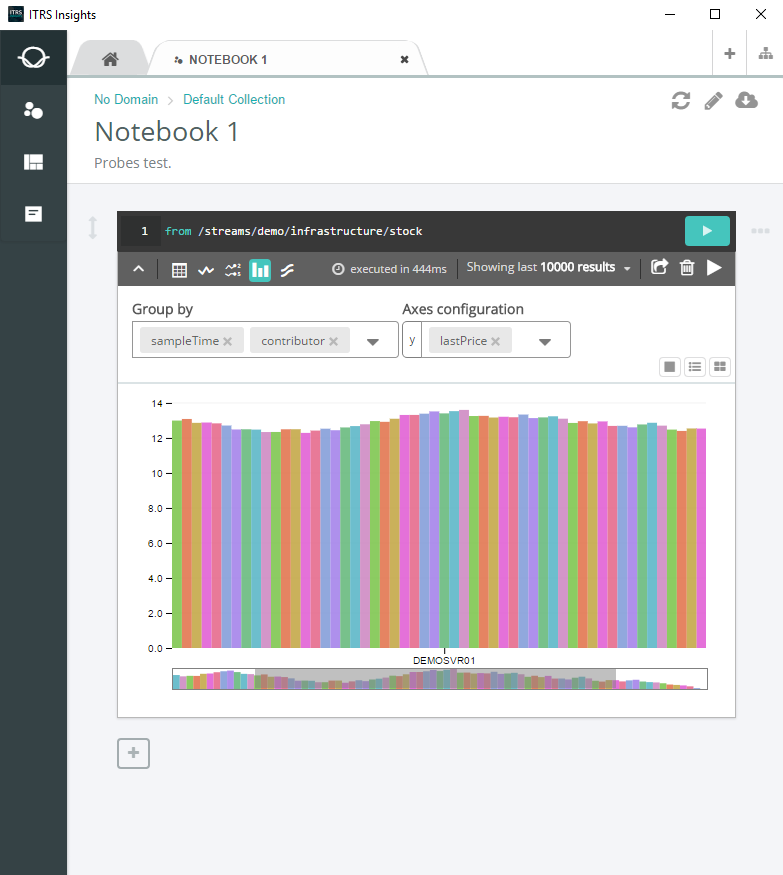 ITRS Insights
NOTEBOOK 1
No Domain > Default Collection
Notebook 1
Probes test.
1 from /streams/demo/infrastructure/stock
executed in 444ms
Showing last 10000 results
Group by
Axes configuration
sampleTime
contributor
y
lastPrice
14
12
10
8.0
6.0
4.0
2.0
0.0
DEMOSVR01